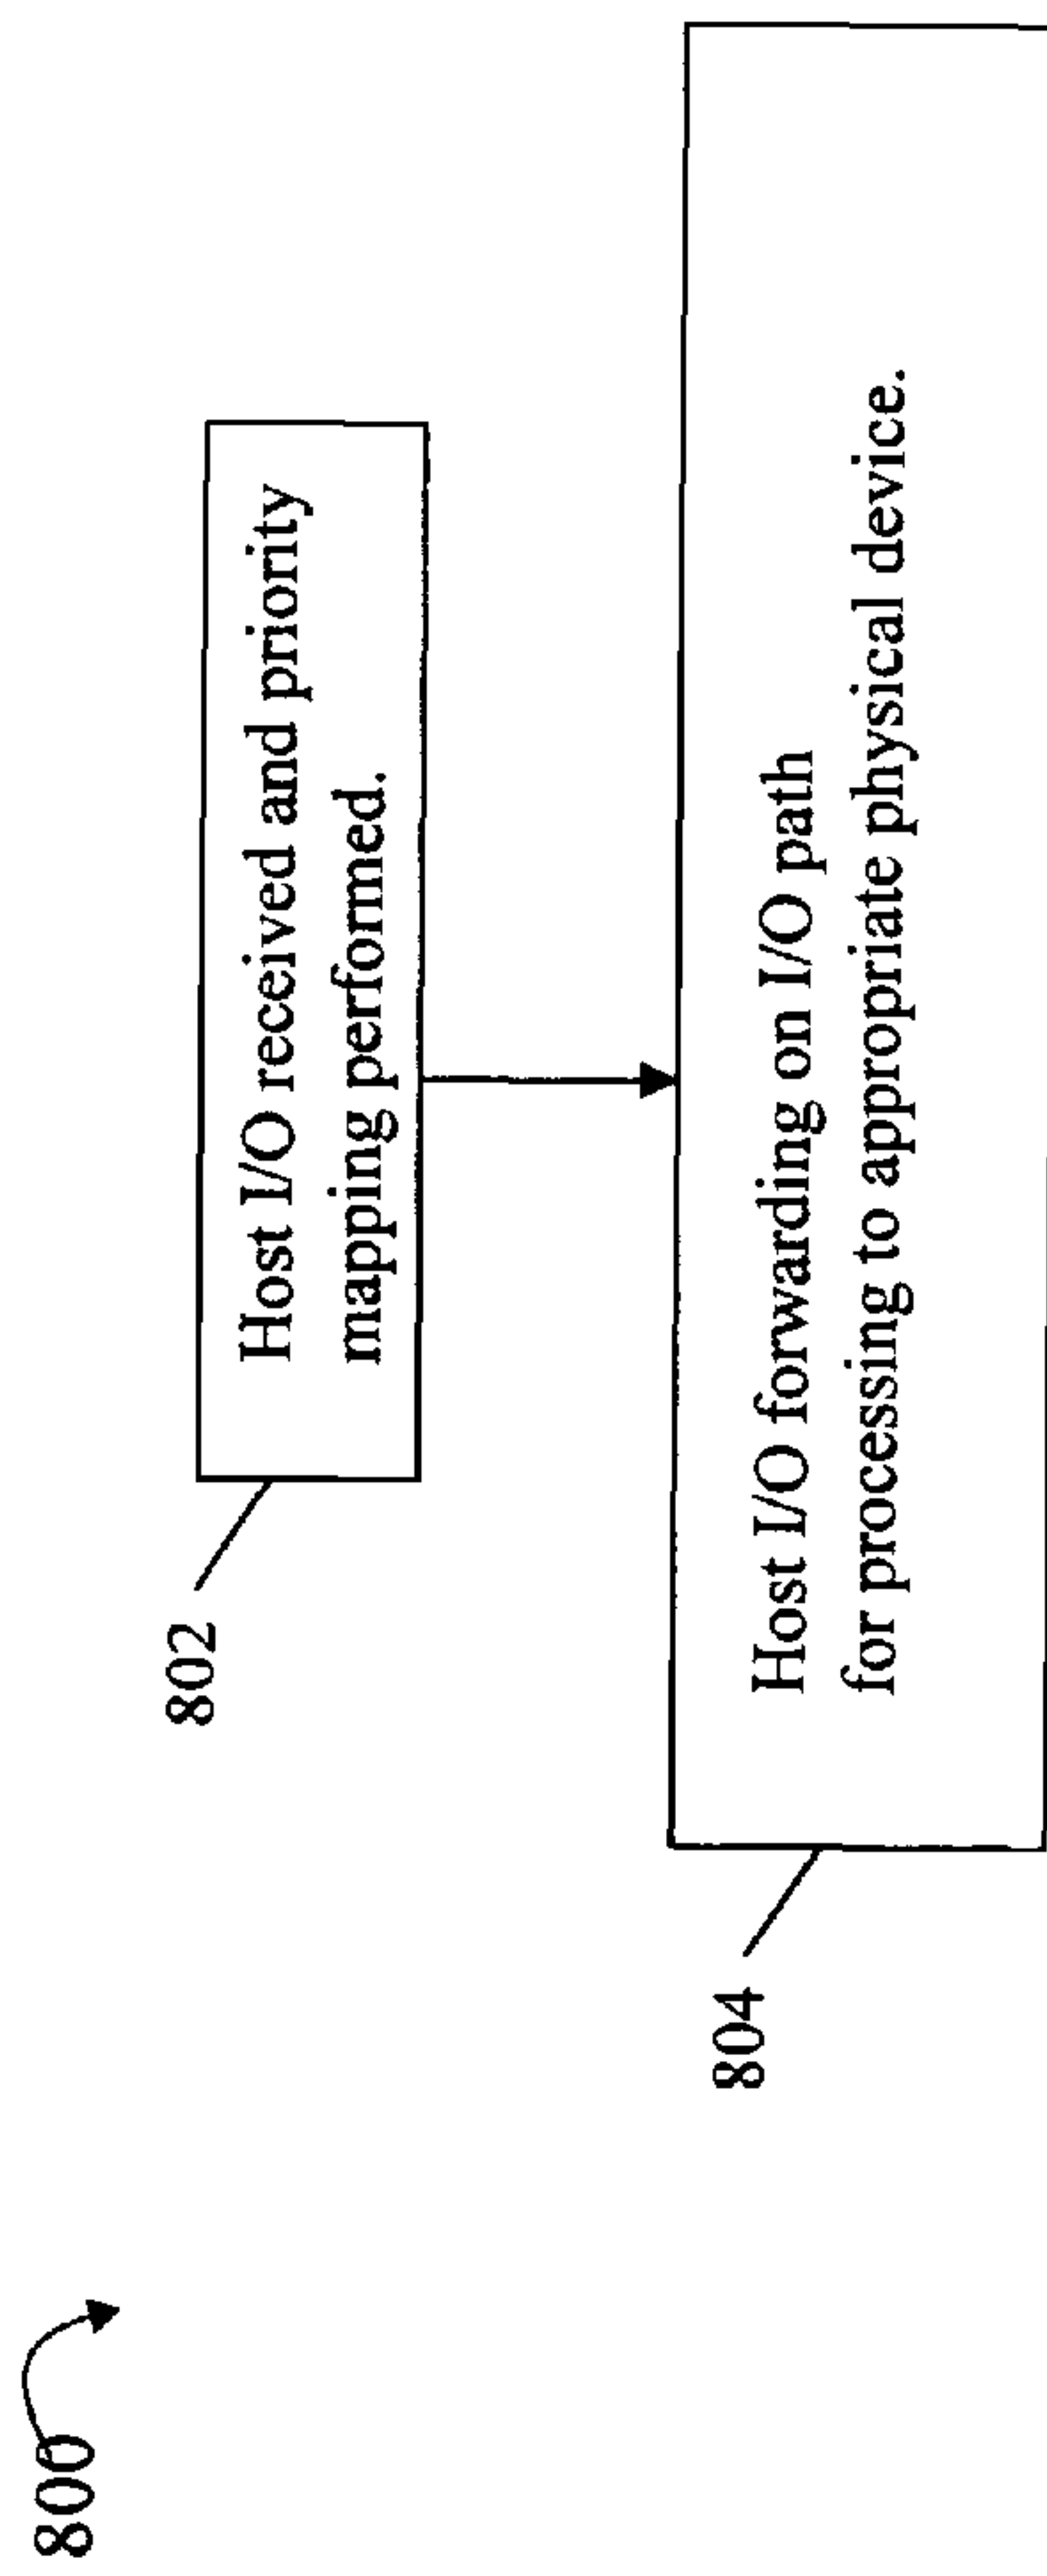 800
802
Host I/O received and priority
mapping performed.
804
Host I/O forwarding on I/O path
for processing to appropriate physical device.